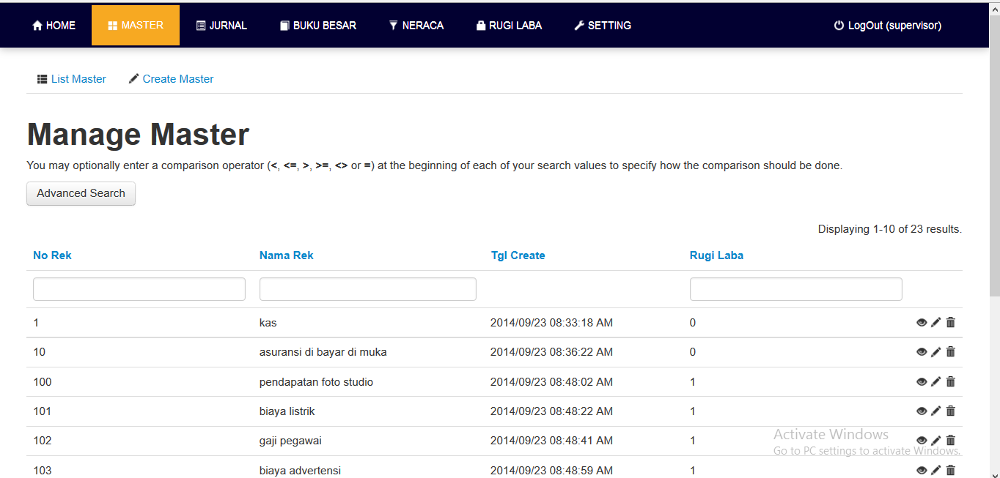 HOME MASTER JURNAL BUKU BESAR NERACA RUGI LABA SETTING LogOut (supervisor)
List Master Create Master
Manage Master
You may optionally enter a comparison operator (<, <=, >, >=, <> or =) at the beginning of each of your search values to specify how the comparison should be done.
Advanced Search
Displaying 1-10 of 23 results.
No Rek Nama Rek Tgl Create Rugi Laba
1 kas 2014/09/23 08:33:18 AM 0
10 asuransi di bayar di muka 2014/09/23 08:36:22 AM 0
100 pendapatan foto studio 2014/09/23 08:48:02 AM 1
101 biaya listrik 2014/09/23 08:48:22 AM 1
102 gaji pegawai 2014/09/23 08:48:41 AM 1
103 biaya advertensi 2014/09/23 08:48:59 AM 1
Activate Windows
Go to PC settings to activate Windows.